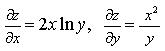 ∂z/∂x = 2x ln y, ∂z/∂y = x²/y